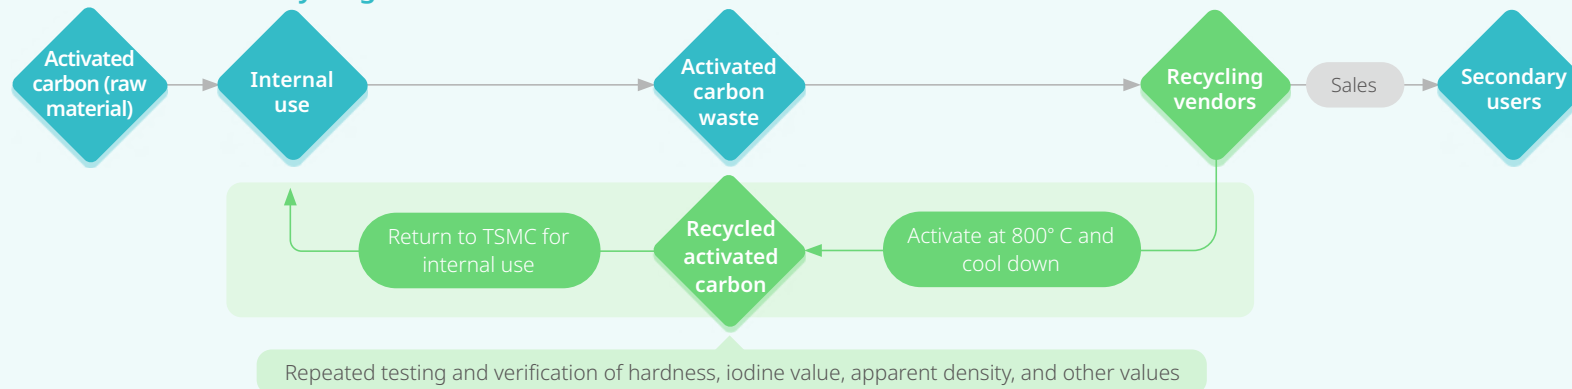 Activated
carbon (raw
material)
Internal
use
Activated
carbon
waste
Recycling
vendors
Sales
Secondary
users
Return to TSMC for
internal use
Recycled
activated
carbon
Activate at 800° C and
cool down
Repeated testing and verification of hardness, iodine value, apparent density, and other values